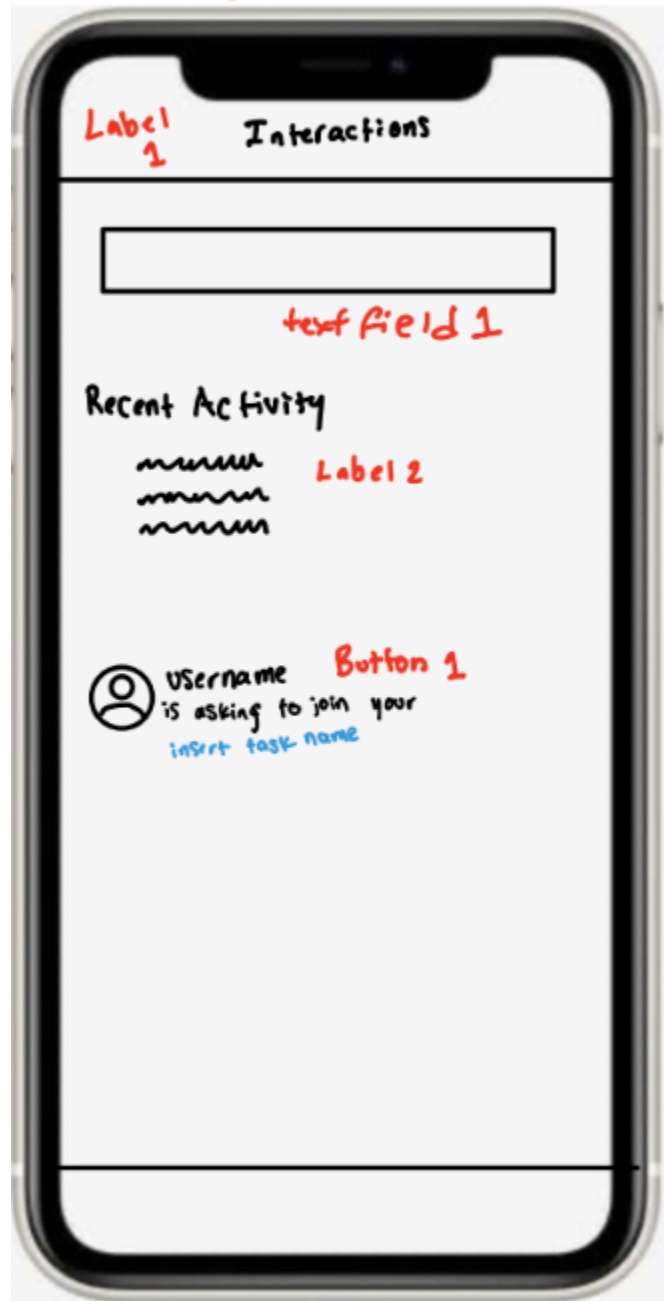 Label
1
Interactions
text field 1
Recent Activity
Label 2
Username
Button 1
is asking to join your
insert task name